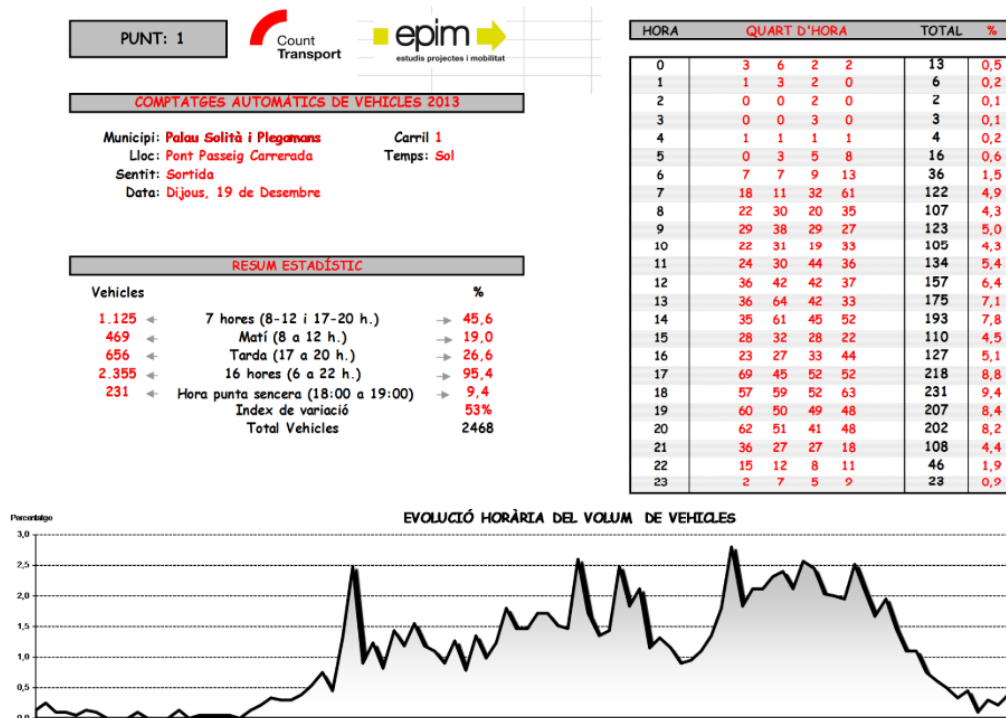 PUNT: 1
Count
Transport
epim
estudis projectes i mobilitat
COMPTATGES AUTOMÀTICS DE VEHICLES 2013
Municipi: Palau Solità i Plegamans Carril 1
Lloc: Pont Passeig Carrerada Temps: Sol
Sentit: Sortida
Data: Dijous, 19 de Desembre
RESUM ESTADÍSTIC
Vehicles %
1.125 7 hores (8-12 i 17-20 h.) 45,6
469 Matí (8 a 12 h.) 19,0
656 Tarda (17 a 20 h.) 26,6
2.355 16 hores (6 a 22 h.) 95,4
231 Hora punta sencera (18:00 a 19:00) 9,4
Index de variació 53%
Total Vehicles 2468
HORA QUART D'HORA TOTAL %
0 3 6 2 2 13 0,5
1 1 3 2 0 6 0,2
2 0 0 2 0 2 0,1
3 0 0 3 0 3 0,1
4 1 1 1 1 4 0,2
5 0 3 5 8 16 0,6
6 7 7 9 13 36 1,5
7 18 11 32 61 122 4,9
8 22 30 20 35 107 4,3
9 29 38 29 27 123 5,0
10 22 31 19 33 105 4,3
11 24 30 44 36 134 5,4
12 36 42 42 37 157 6,4
13 36 64 42 33 175 7,1
14 35 61 45 52 193 7,8
15 28 32 28 22 110 4,5
16 23 27 33 44 127 5,1
17 69 45 52 52 218 8,8
18 57 59 52 63 231 9,4
19 60 50 49 48 207 8,4
20 62 51 41 48 202 8,2
21 36 27 27 18 108 4,4
22 15 12 8 11 46 1,9
23 2 7 5 9 23 0,9
Percentatge
EVOLUCIÓ HORÀRIA DEL VOLUM DE VEHICLES
3,0
2,5
2,0
1,5
1,0
0,5
0,0